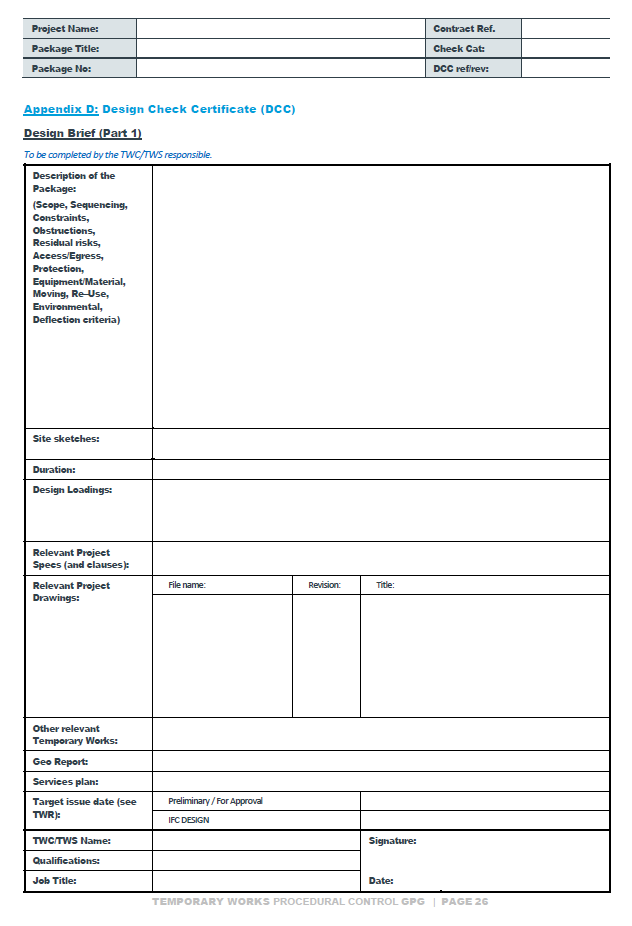 Project Name:
Contract Ref.
Package Title:
Check Cat:
Package No:
DCC ref/rev:
Appendix D: Design Check Certificate (DCC)
Design Brief (Part 1)
To be completed by the TWC/TWS responsible.
Description of the
Package:
(Scope, Sequencing,
Constraints,
Obstructions,
Residual risks,
Access/Egress,
Protection,
Equipment/Material,
Moving, Re-Use,
Environmental,
Deflection criteria)
Site sketches:
Duration:
Design Loadings:
Relevant Project
Specs (and clauses):
Relevant Project
Drawings:
File name:
Revision:
Title:
Other relevant
Temporary Works:
Geo Report:
Services plan:
Target issue date (see
TWR):
Preliminary / For Approval
IFC DESIGN
TWC/TWS Name:
Signature:
Qualifications:
Job Title:
Date:
TEMPORARY WORKS PROCEDURAL CONTROL GPG | PAGE 26